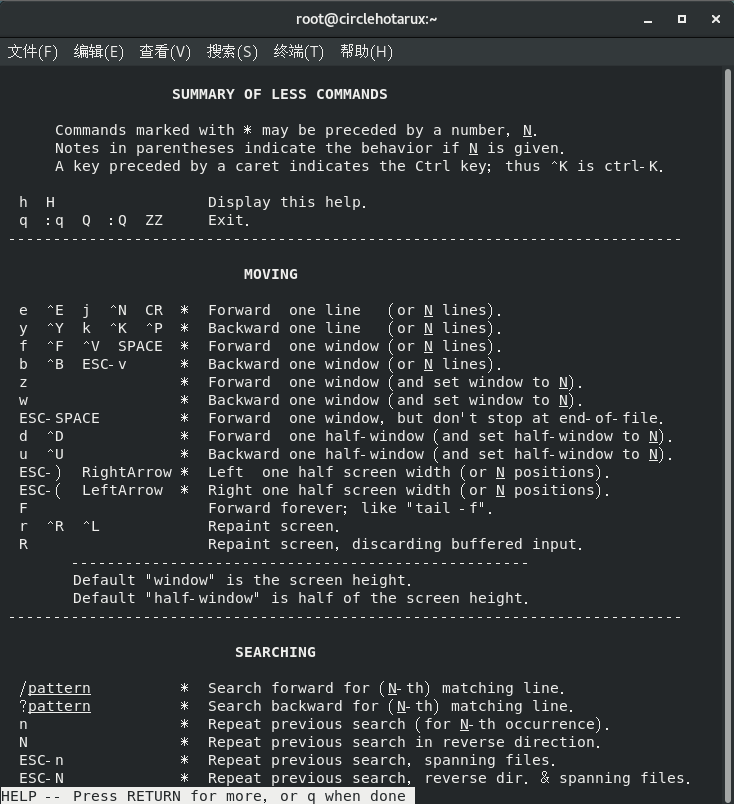 root@circlehotarux:~
文件(F) 编辑(E) 查看(V) 搜索(S) 终端(T) 帮助(H)
SUMMARY OF LESS COMMANDS
Commands marked with * may be preceded by a number, N.
Notes in parentheses indicate the behavior if N is given.
A key preceded by a caret indicates the Ctrl key; thus ^K is ctrl-K.
h H Display this help.
q :q Q :Q ZZ Exit.
---------------------------------------------------------------------------
MOVING
e ^E j ^N CR * Forward one line (or N lines).
y ^Y k ^K ^P * Backward one line (or N lines).
f ^F ^V SPACE * Forward one window (or N lines).
b ^B ESC-v * Backward one window (or N lines).
z * Forward one window (and set window to N).
w * Backward one window (and set window to N).
ESC-SPACE * Forward one window, but don't stop at end-of-file.
d ^D * Forward one half-window (and set half-window to N).
u ^U * Backward one half-window (and set half-window to N).
ESC-) RightArrow * Left one half screen width (or N positions).
ESC-( LeftArrow * Right one half screen width (or N positions).
F Forward forever; like "tail -f".
r ^R ^L Repaint screen.
R Repaint screen, discarding buffered input.
---------------------------------------------------
Default "window" is the screen height.
Default "half-window" is half of the screen height.
---------------------------------------------------------------------------
SEARCHING
/pattern * Search forward for (N-th) matching line.
?pattern * Search backward for (N-th) matching line.
n * Repeat previous search (for N-th occurrence).
N * Repeat previous search in reverse direction.
ESC-n * Repeat previous search, spanning files.
ESC-N * Repeat previous search, reverse dir. & spanning files.
HELP -- Press RETURN for more, or q when done